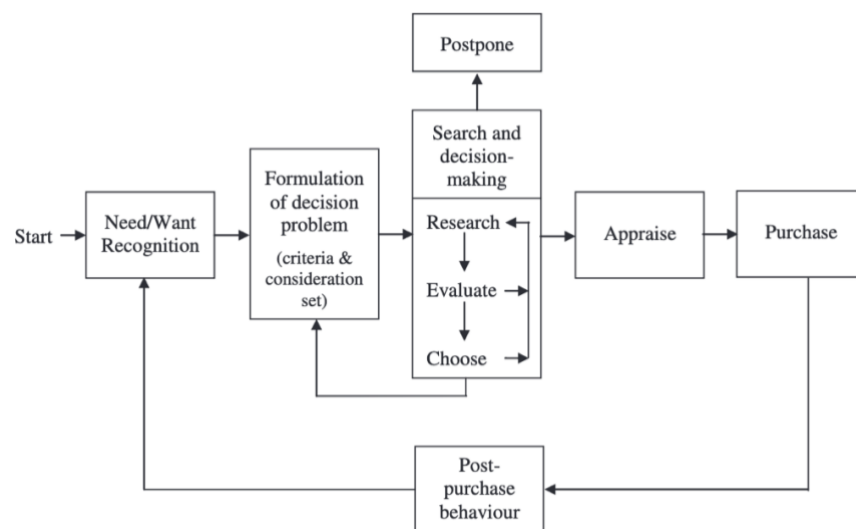 Postpone
Search and
decision-
making
Formulation
of decision
problem
(criteria &
consideration
set)
Start
Need/Want
Recognition
Research
Evaluate
Choose
Appraise
Purchase
Post-
purchase
behaviour